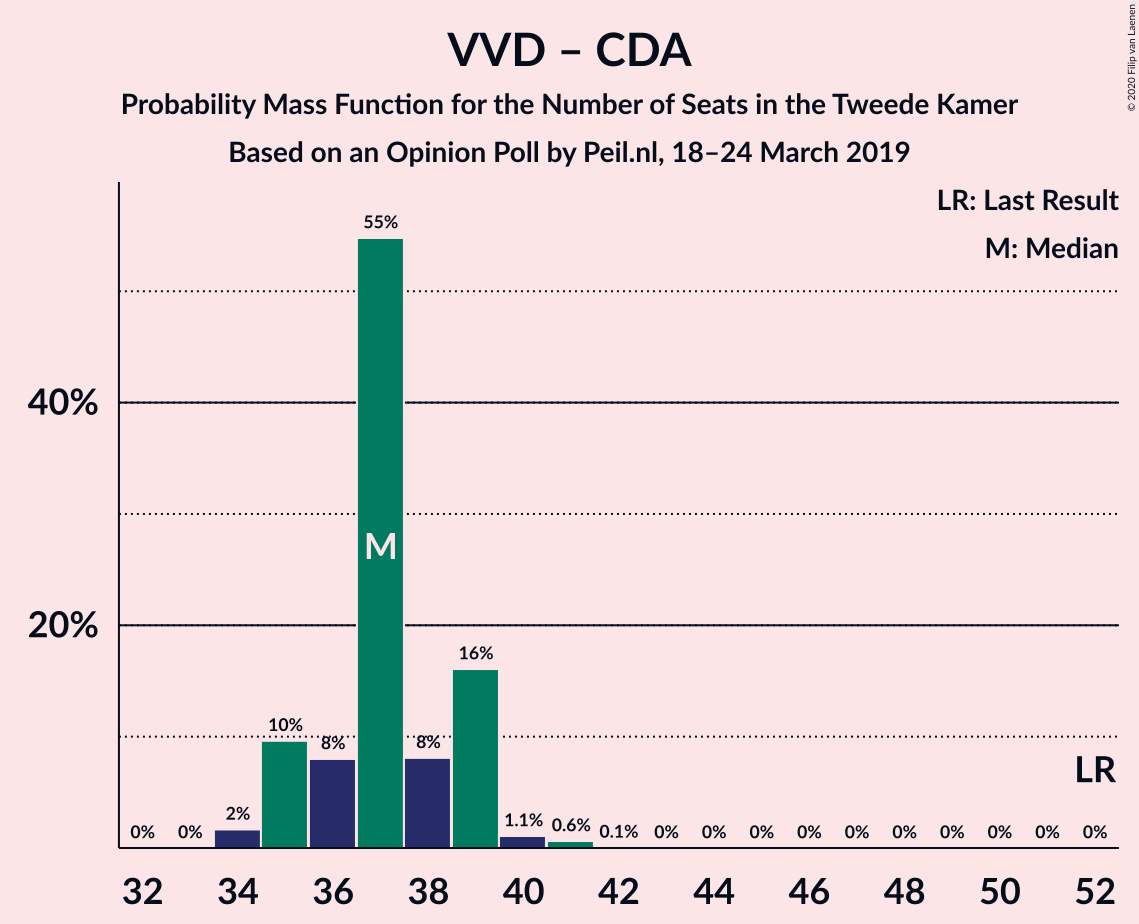 VVD – CDA
Probability Mass Function for the Number of Seats in the Tweede Kamer
Based on an Opinion Poll by Peil.nl, 18–24 March 2019
© 2020 Filip van Laenen
LR: Last Result
M: Median
40%
20%
0% 0% 2% 10% 8% 55% 8% 16% 1.1% 0.6% 0.1% 0% 0% 0% 0% 0% 0% 0% 0% 0% 0%
M
LR
32 34 36 38 40 42 44 46 48 50 52